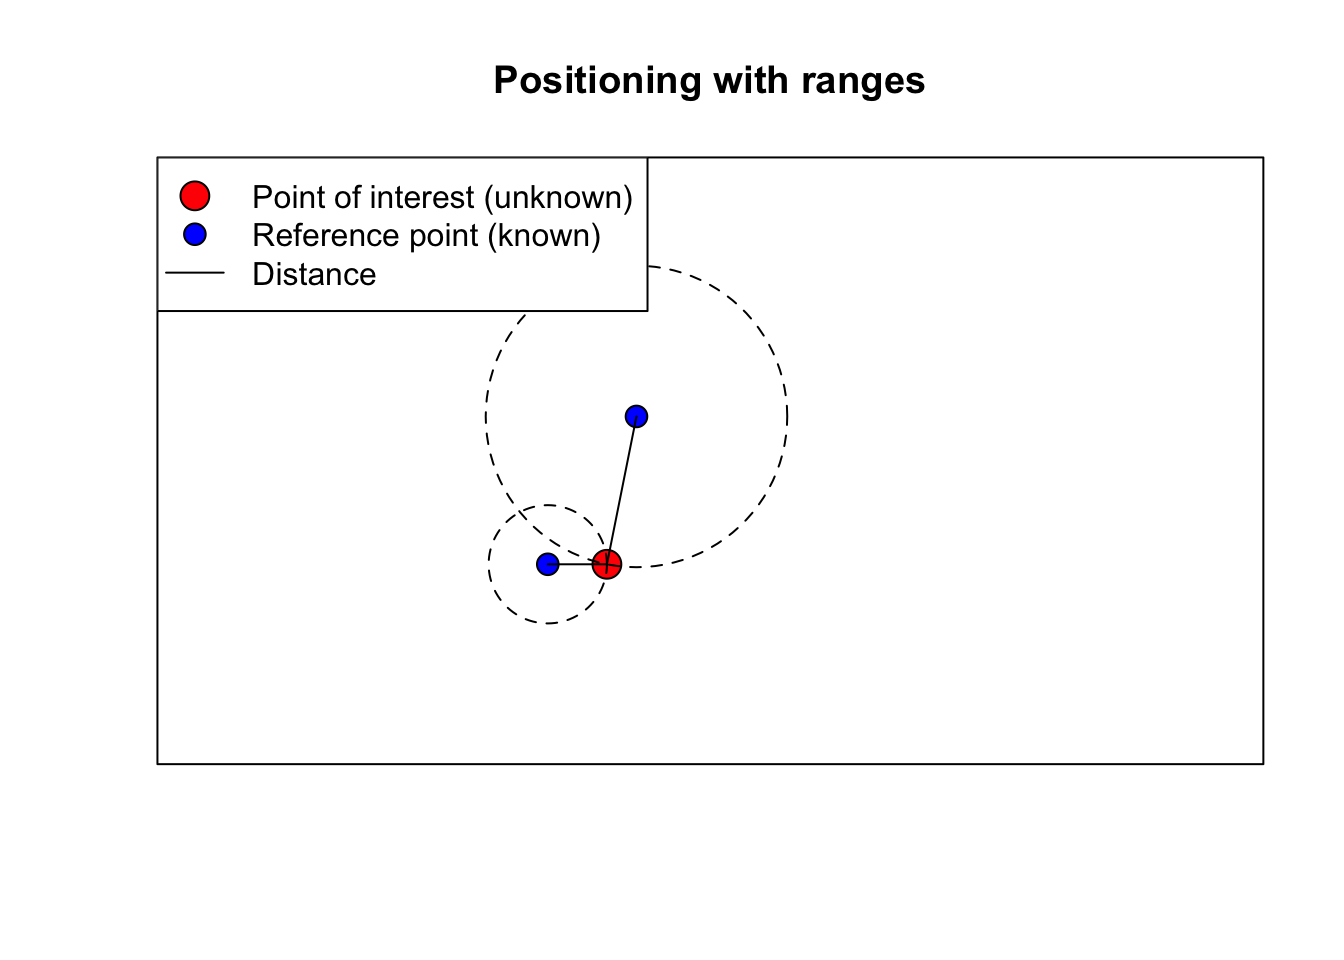 Positioning with ranges
Point of interest (unknown)
Reference point (known)
Distance